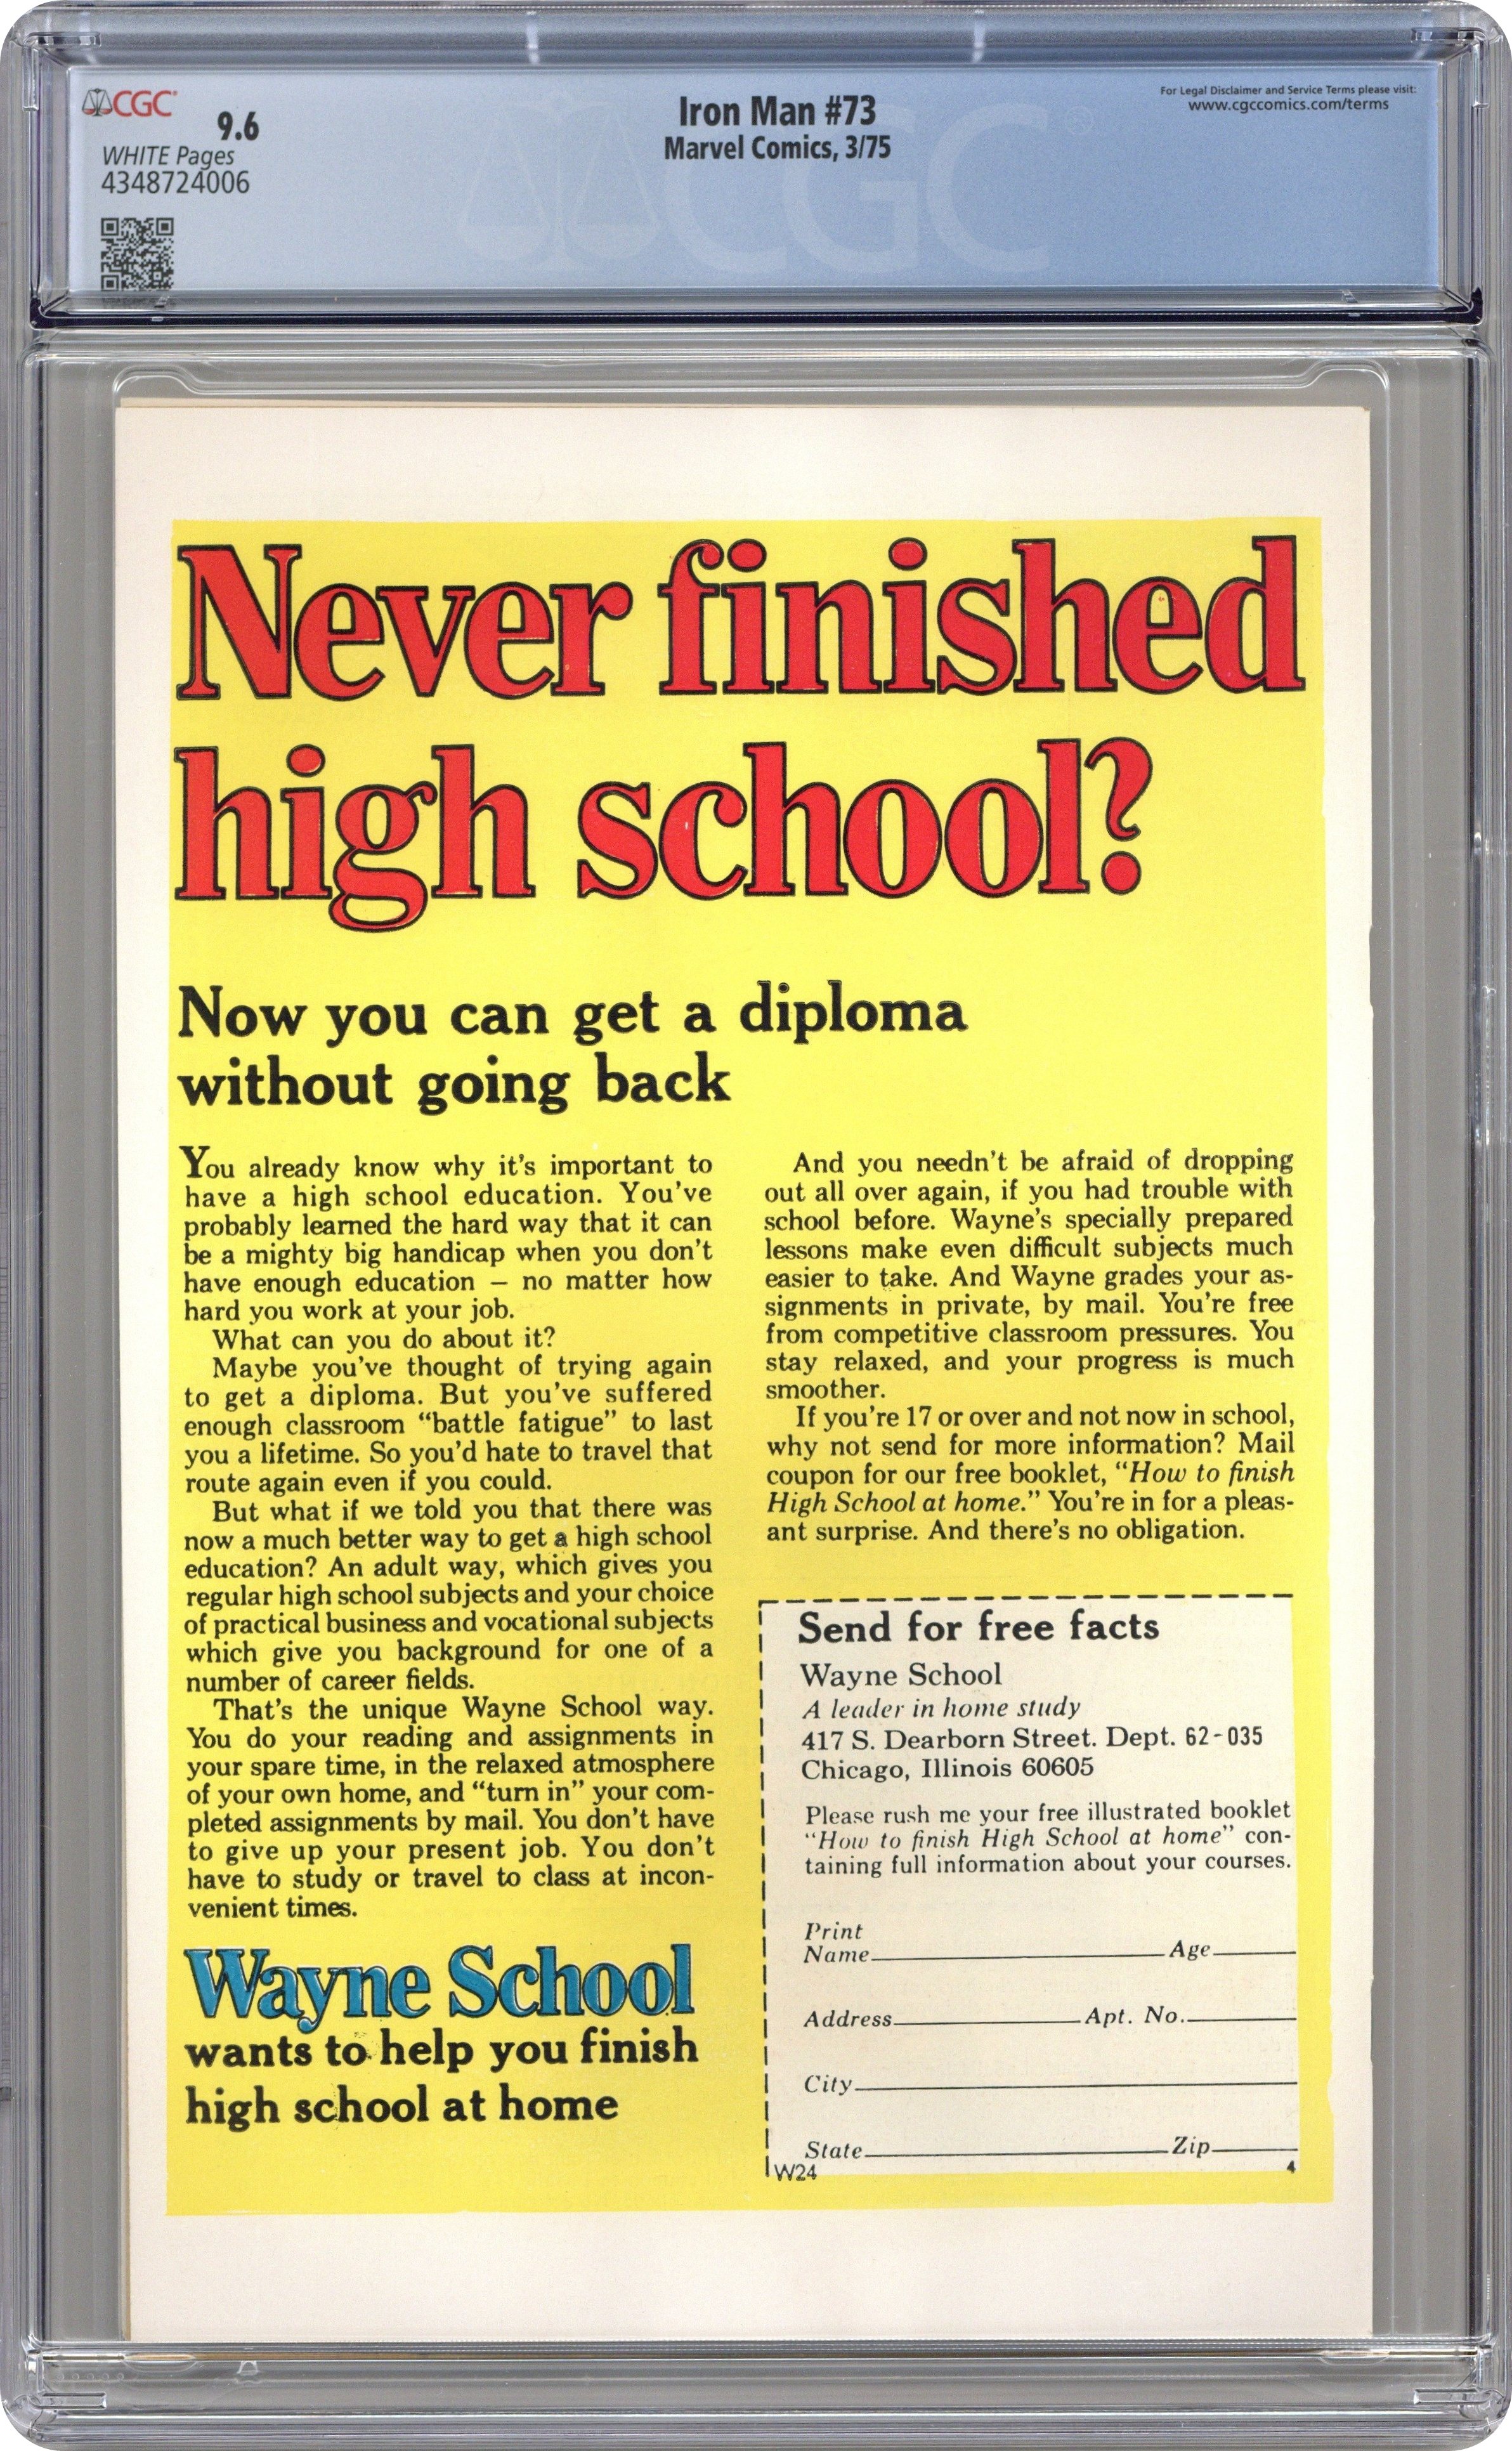 CGC
9.6
WHITE Pages
4348724006
Iron Man #73
Marvel Comics, 3/75
For Legal Disclaimer and Service Terms please visit:
www.cgccomics.com/terms
CGC
Never finished
high school?
Now you can get a diploma
without going back
You already know why it's important to
have a high school education. You've
probably learned the hard way that it can
be a mighty big handicap when you don't
have enough education – no matter how
hard you work at your job.
What can you do about it?
Maybe you've thought of trying again
to get a diploma. But you've suffered
enough classroom “battle fatigue” to last
you a lifetime. So you'd hate to travel that
route again even if you could.
But what if we told you that there was
now a much better way to get a high school
education? An adult way, which gives you
regular high school subjects and your choice
of practical business and vocational subjects
which give you background for one of a
number of career fields.
That's the unique Wayne School way.
You do your reading and assignments in
your spare time, in the relaxed atmosphere
of your own home, and “turn in” your com-
pleted assignments by mail. You don't have
to give up your present job. You don't
have to study or travel to class at incon-
venient times.
Wayne School
wants to help you finish
high school at home
And you needn't be afraid of dropping
out all over again, if you had trouble with
school before. Wayne's specially prepared
lessons make even difficult subjects much
easier to take. And Wayne grades your as-
signments in private, by mail. You're free
from competitive classroom pressures. You
stay relaxed, and your progress is much
smoother.
If you're 17 or over and not now in school,
why not send for more information? Mail
coupon for our free booklet, “How to finish
High School at home.” You're in for a pleas-
ant surprise. And there's no obligation.
Send for free facts
Wayne School
A leader in home study
417 S. Dearborn Street. Dept. 62-035
Chicago, Illinois 60605
Please rush me your free illustrated booklet
“How to finish High School at home” con-
taining full information about your courses.
Print
Name Age
Address Apt. No.
City
State Zip
W24 4